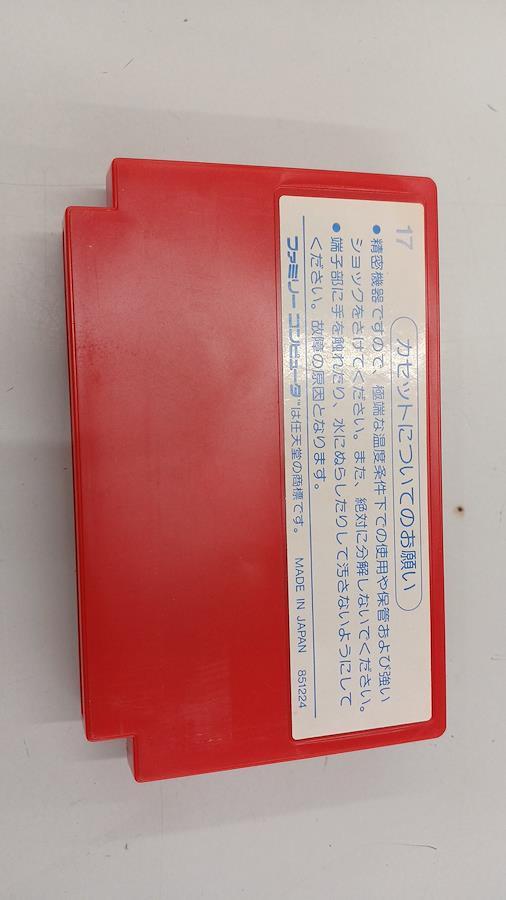 17
カセットについてのお願い
●精密機器ですので、極端な温度条件下での使用や保管および強い
ショックをさけてください。また、絶対に分解しないでください。
●端子部に手を触れたり、水にぬらしたりして汚さないようにして
ください。故障の原因となります。
ファミリーコンピュータ™は任天堂の商標です。 MADE IN JAPAN 851224